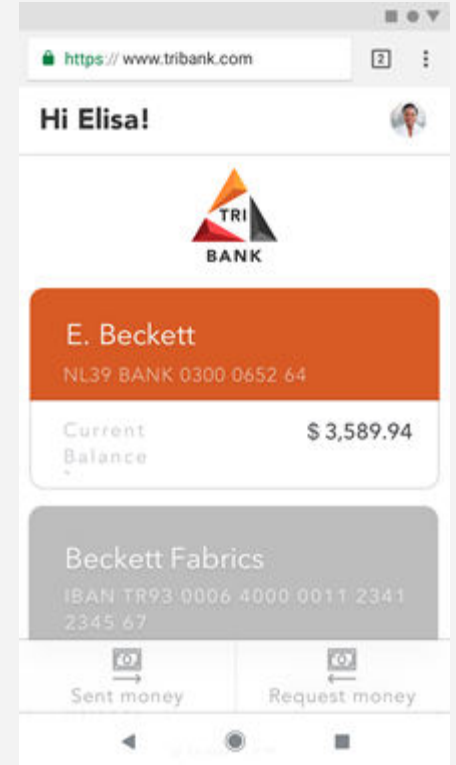 https:// www.tribank.com
2
Hi Elisa!
TRI
BANK
E. Beckett
NL39 BANK 0300 0652 64
Current
Balance
$ 3,589.94
Beckett Fabrics
IBAN TR93 0006 4000 0011 2341
2345 67
Sent money
Request money